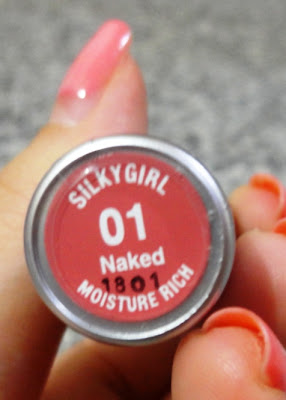 SILKYGIRL
01
Naked
1801
MOISTURE RICH